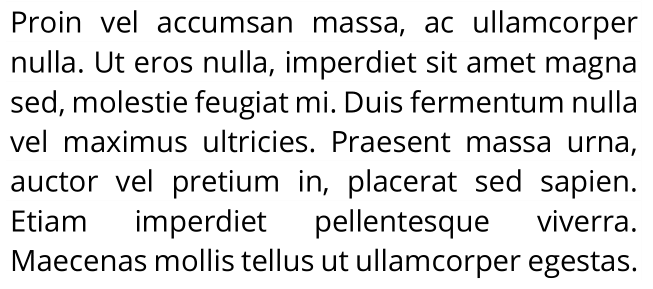 Proin vel accumsan massa, ac ullamcorper
nulla. Ut eros nulla, imperdiet sit amet magna
sed, molestie feugiat mi. Duis fermentum nulla
vel maximus ultricies. Praesent massa urna,
auctor vel pretium in, placerat sed sapien.
Etiam imperdiet pellentesque viverra.
Maecenas mollis tellus ut ullamcorper egestas.